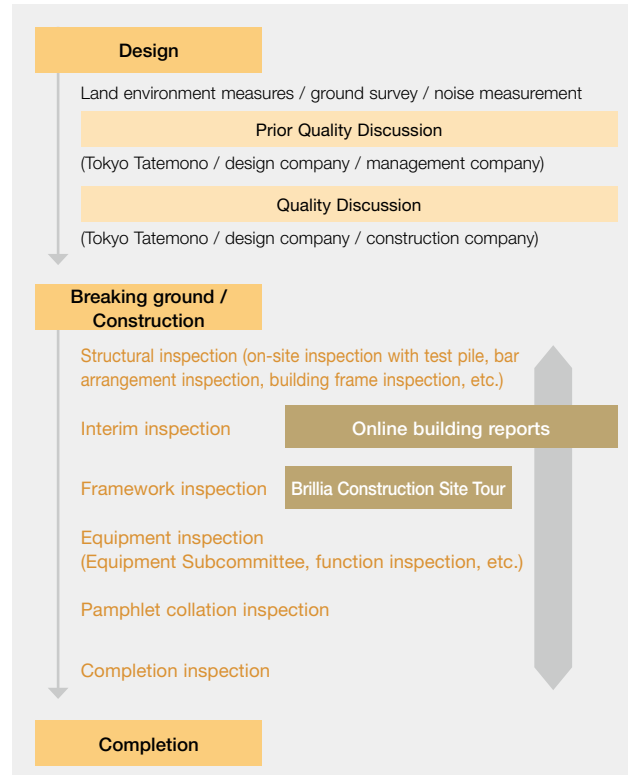 Design
Land environment measures / ground survey / noise measurement
Prior Quality Discussion
(Tokyo Tatemono / design company / management company)
Quality Discussion
(Tokyo Tatemono / design company / construction company)
Breaking ground /
Construction
Structural inspection (on-site inspection with test pile, bar
arrangement inspection, building frame inspection, etc.)
Interim inspection
Online building reports
Framework inspection
Brillia Construction Site Tour
Equipment inspection
(Equipment Subcommittee, function inspection, etc.)
Pamphlet collation inspection
Completion inspection
Completion